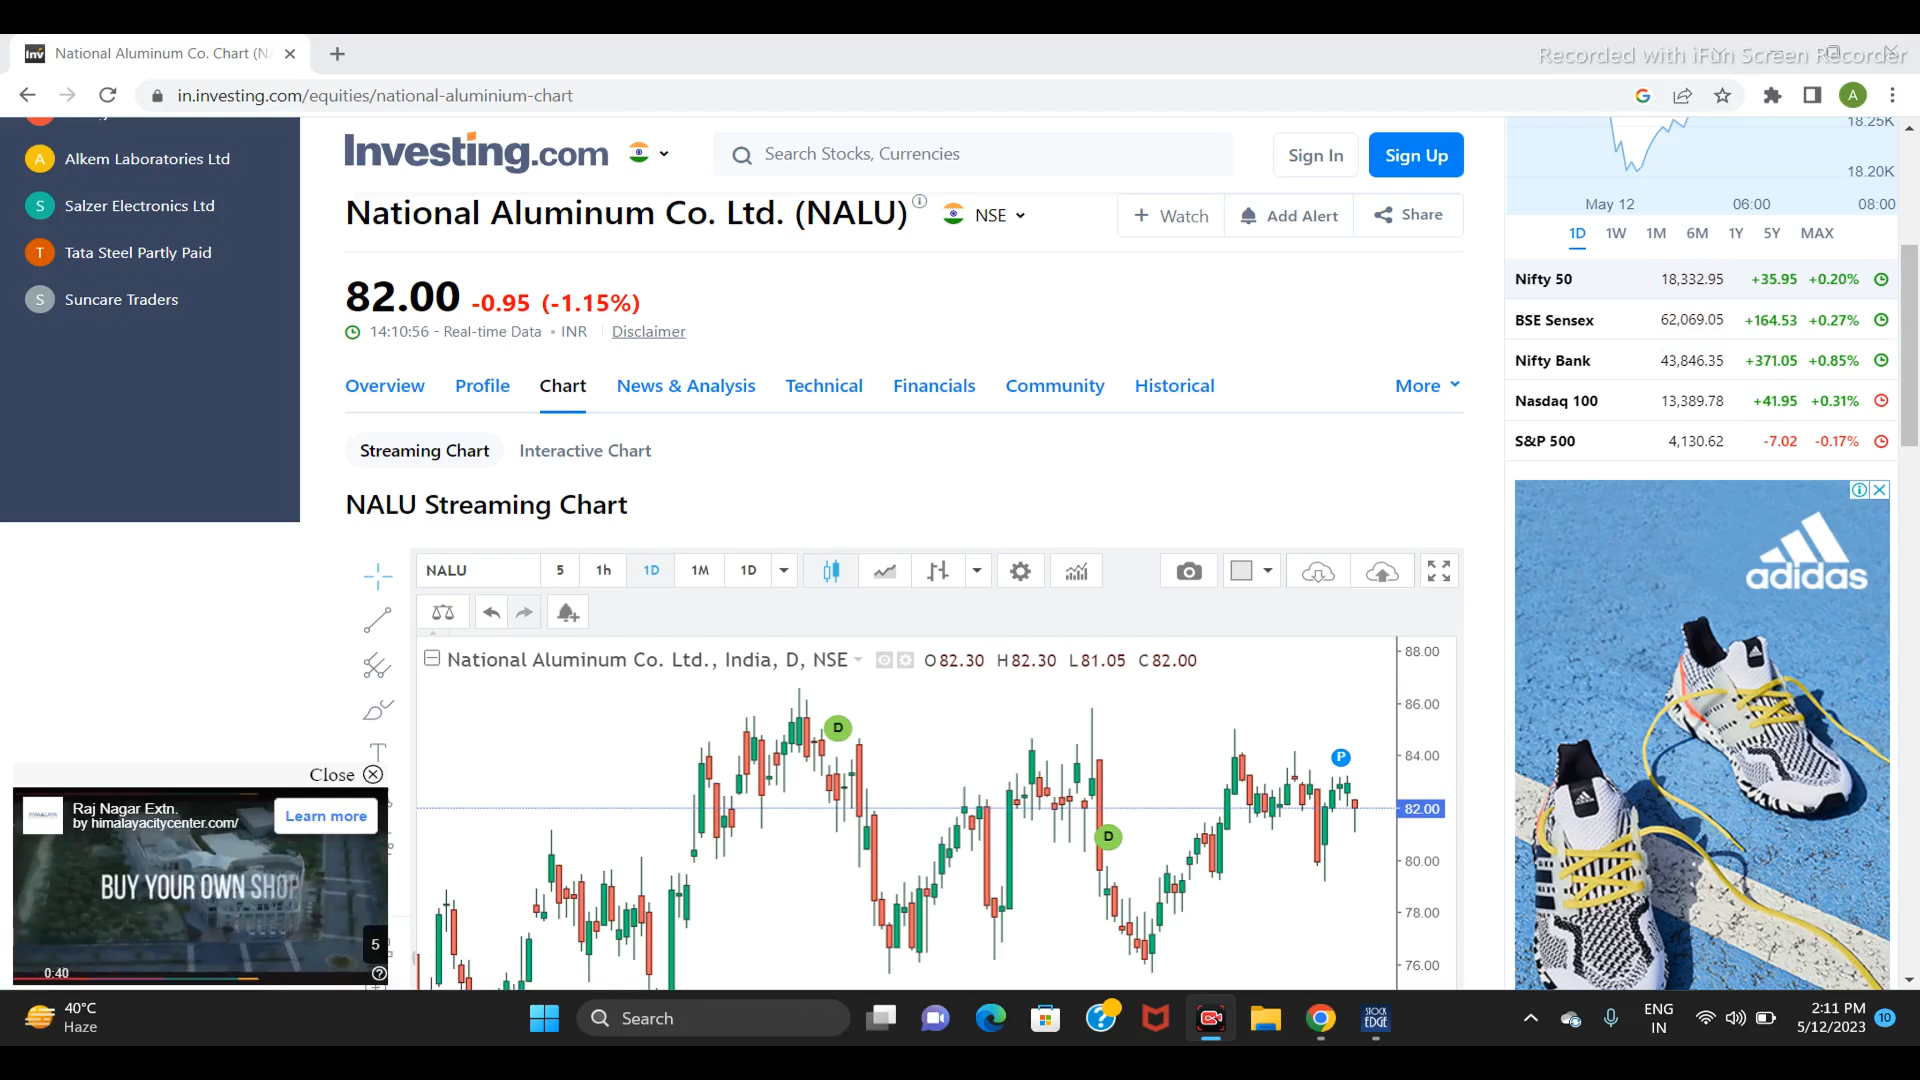 Recorded with iFun Screen Recorder
National Aluminum Co. Chart (NA
in.investing.com/equities/national-aluminium-chart
Alkem Laboratories Ltd
Salzer Electronics Ltd
Tata Steel Partly Paid
Suncare Traders
Investing.com
Search Stocks, Currencies
Sign In
Sign Up
National Aluminum Co. Ltd. (NALU)
NSE
+ Watch
Add Alert
Share
82.00 -0.95 (-1.15%)
14:10:56 - Real-time Data • INR
Disclaimer
Overview
Profile
Chart
News & Analysis
Technical
Financials
Community
Historical
More
Streaming Chart
Interactive Chart
NALU Streaming Chart
NALU
5
1h
1D
1M
1D
National Aluminum Co. Ltd., India, D, NSE
O 82.30 H 82.30 L 81.05 C 82.00
88.00
86.00
84.00
82.00
80.00
78.00
76.00
D
D
P
18.25K
18.20K
May 12
06:00
08:00
1D 1W 1M 6M 1Y 5Y MAX
Nifty 50 18,332.95 +35.95 +0.20%
BSE Sensex 62,069.05 +164.53 +0.27%
Nifty Bank 43,846.35 +371.05 +0.85%
Nasdaq 100 13,389.78 +41.95 +0.31%
S&P 500 4,130.62 -7.02 -0.17%
adidas
Close
Raj Nagar Extn.
by himalayacitycenter.com/
Learn more
BUY YOUR OWN SHOP
5
0:40
40°C
Haze
Search
STOCK
EDGE
ENG
IN
2:11 PM
5/12/2023
10